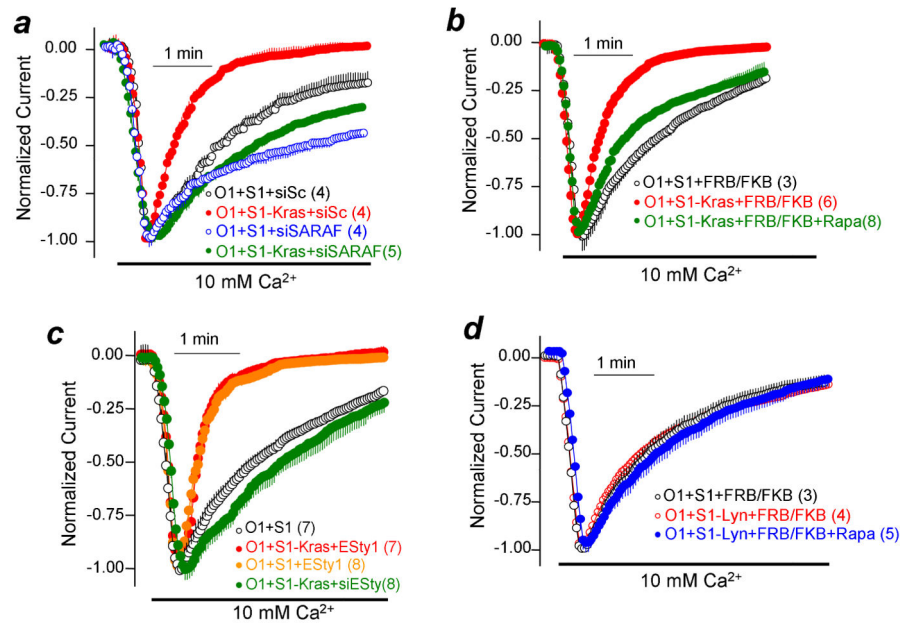 a
0.00
-0.25
-0.50
-0.75
-1.00
Normalized Current
1 min
O1+S1+siSc (4)
O1+S1-Kras+siSc (4)
O1+S1+siSARAF (4)
O1+S1-Kras+siSARAF(5)
10 mM Ca²⁺
b
0.00
-0.25
-0.50
-0.75
-1.00
Normalized Current
1 min
O1+S1+FRB/FKB (3)
O1+S1-Kras+FRB/FKB (6)
O1+S1-Kras+FRB/FKB+Rapa(8)
10 mM Ca²⁺
c
0.00
-0.25
-0.50
-0.75
-1.00
Normalized Current
1 min
O1+S1 (7)
O1+S1-Kras+ESty1 (7)
O1+S1+ESty1 (8)
O1+S1-Kras+siESty(8)
10 mM Ca²⁺
d
0.00
-0.25
-0.50
-0.75
-1.00
Normalized Current
1 min
O1+S1+FRB/FKB (3)
O1+S1-Lyn+FRB/FKB (4)
O1+S1-Lyn+FRB/FKB+Rapa (5)
10 mM Ca²⁺